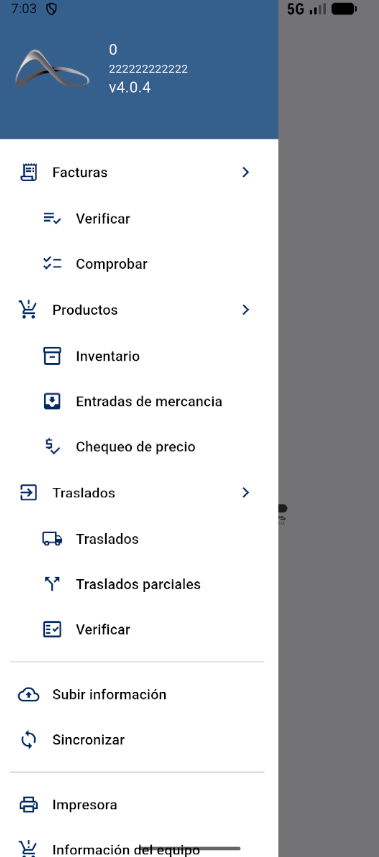 7:03
5G
0
222222222222
v4.0.4
Facturas
Verificar
Comprobar
Productos
Inventario
Entradas de mercancia
Chequeo de precio
Traslados
Traslados
Traslados parciales
Verificar
Subir información
Sincronizar
Impresora
Información del equipo